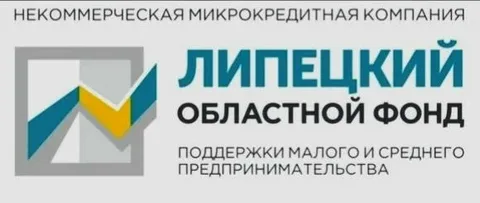 НЕКОММЕРЧЕСКАЯ МИКРОКРЕДИТНАЯ КОМПАНИЯ
ЛИПЕЦКИЙ
ОБЛАСТНОЙ ФОНД
ПОДДЕРЖКИ МАЛОГО И СРЕДНЕГО
ПРЕДПРИНИМАТЕЛЬСТВА